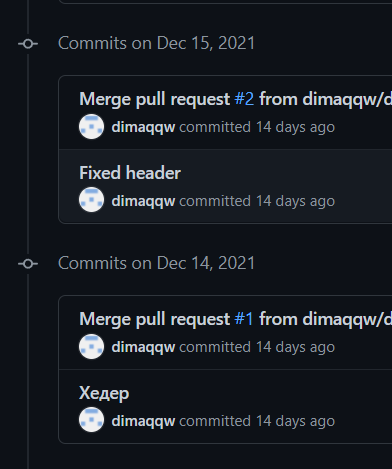 Commits on Dec 15, 2021
Merge pull request #2 from dimaqqw/d
dimaqqw committed 14 days ago
Fixed header
dimaqqw committed 14 days ago
Commits on Dec 14, 2021
Merge pull request #1 from dimaqqw/d
dimaqqw committed 14 days ago
Хедер
dimaqqw committed 14 days ago